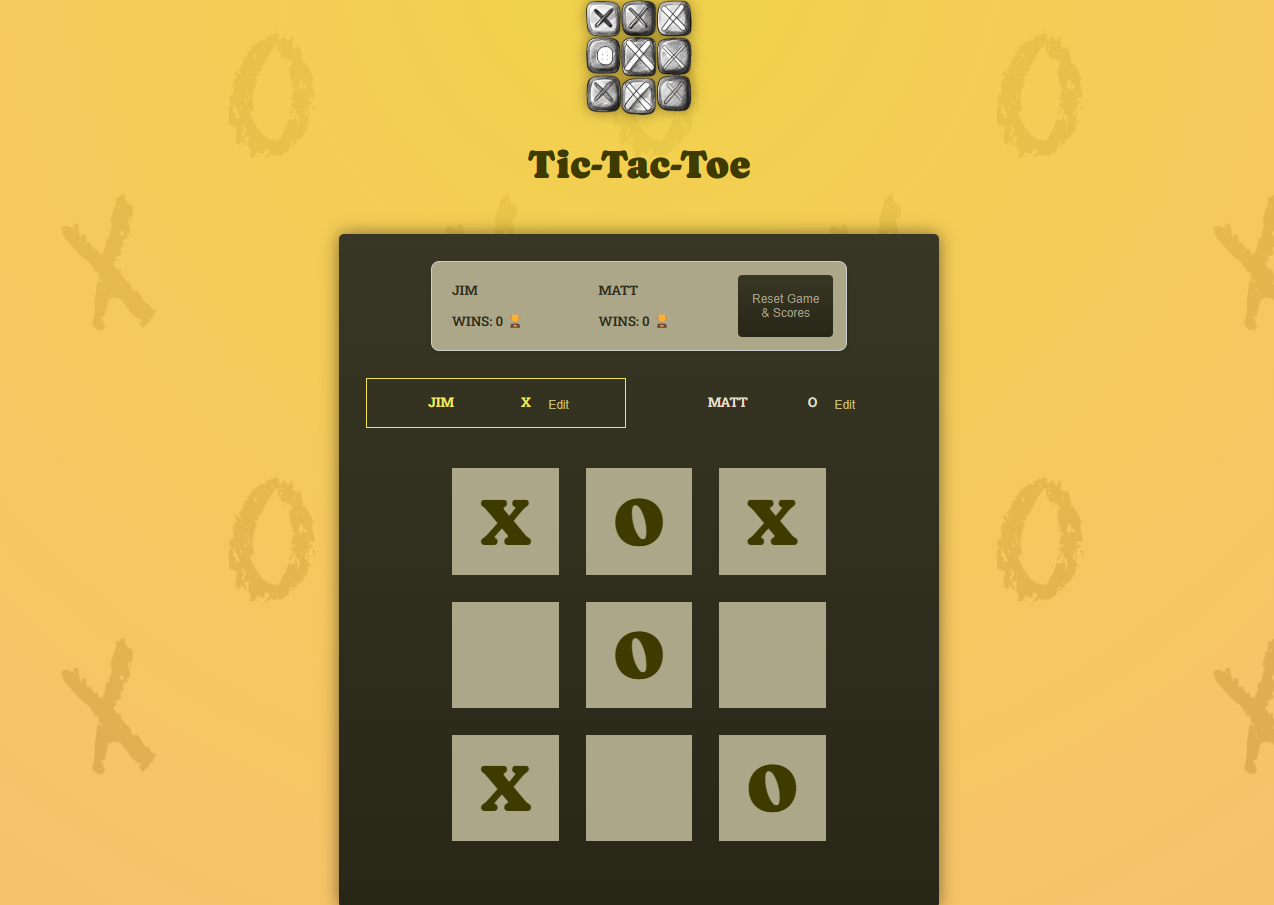 Tic-Tac-Toe
JIM
WINS: 0 🏆
MATT
WINS: 0 🏆
Reset Game
& Scores
JIM X Edit
MATT O Edit
X O X
O
X O